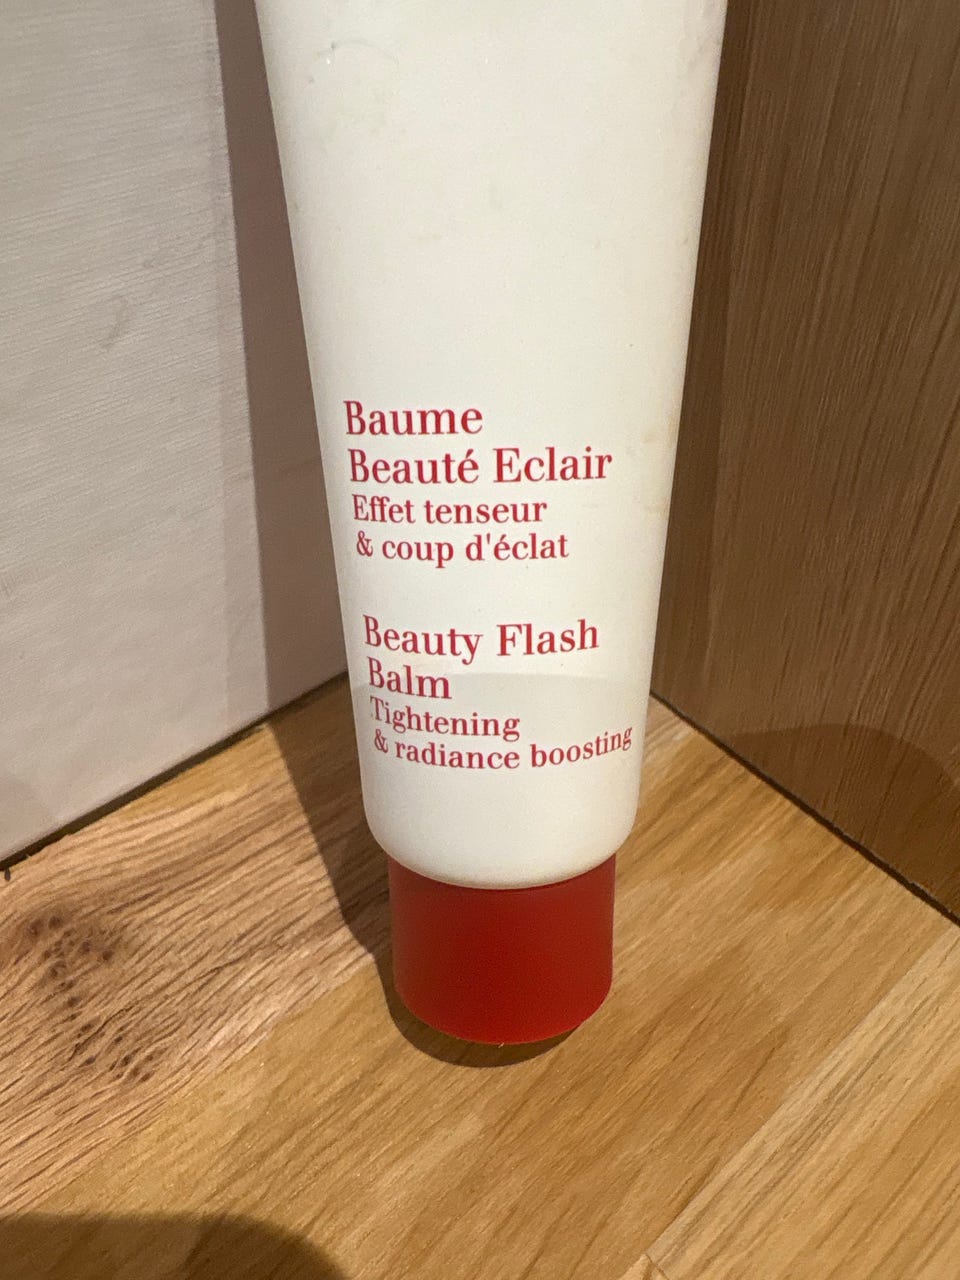 Baume
Beauté Eclair
Effet tenseur
& coup d'éclat
Beauty Flash
Balm
Tightening
& radiance boosting